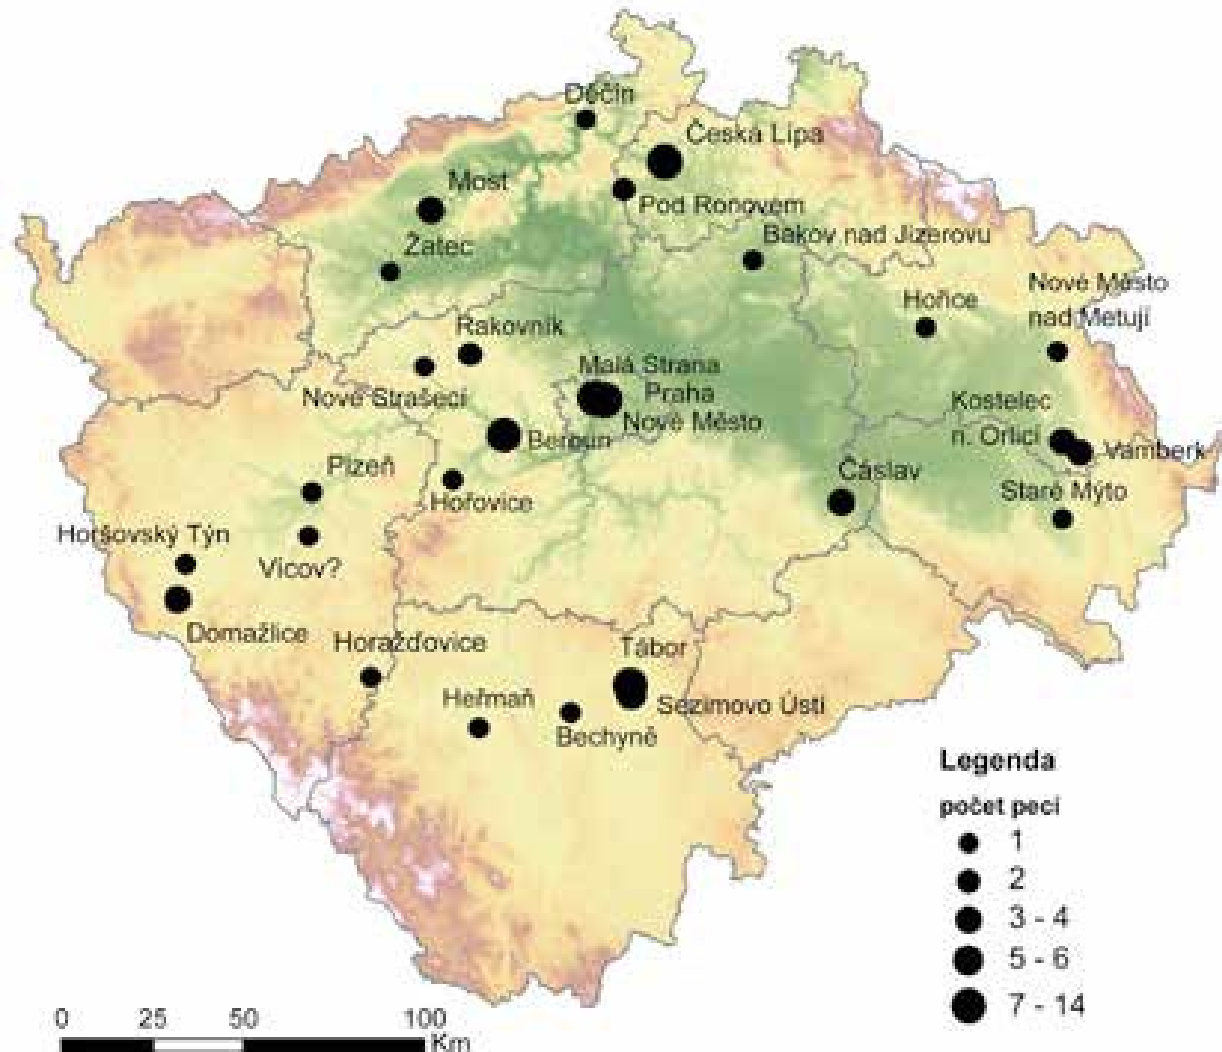 Děčín
Česká Lípa
Most
Pod Ronovem
Žatec
Bakov nad Jizerovu
Nové Město
nad Metují
Hořice
Rakovník
Malá Strana
Praha
Nové Město
Nové Strašecí
Kostelec
n. Orlicí
Vamberk
Beroun
Plzeň
Čáslav
Staré Mýto
Hořovice
Horšovský Týn
Vícov?
Domažlice
Horažďovice
Tábor
Heřmaň
Sezimovo Ústí
Bechyně
Legenda
počet pecí
1
2
3 - 4
5 - 6
7 - 14
0 25 50 100
Km